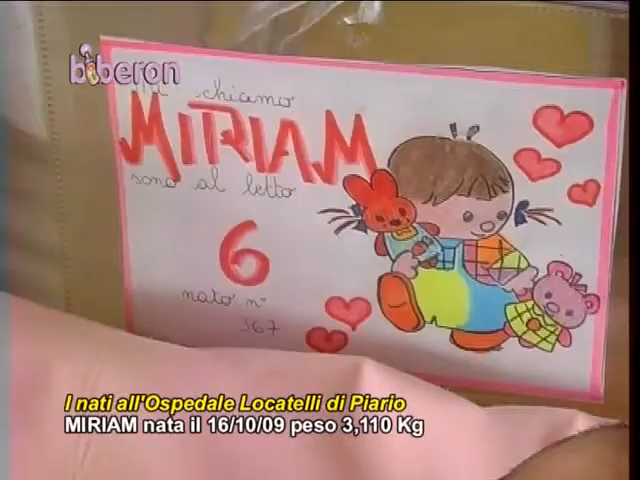 biberon
Mi chiamo
MIRIAM
sono al letto
6
nato n°
367
I nati all'Ospedale Locatelli di Piario
MIRIAM nata il 16/10/09 peso 3,110 Kg